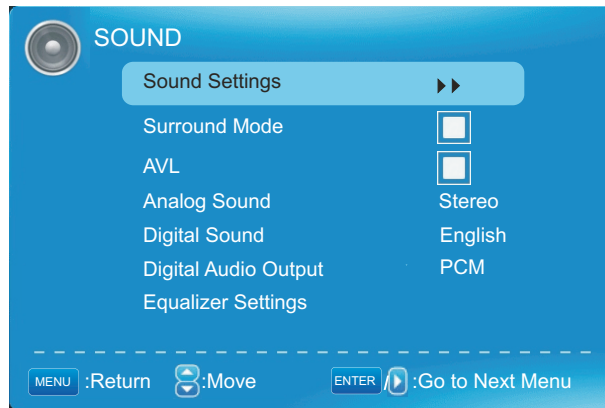 SOUND
Sound Settings
Surround Mode
AVL
Analog Sound Stereo
Digital Sound English
Digital Audio Output PCM
Equalizer Settings
MENU :Return :Move ENTER / :Go to Next Menu